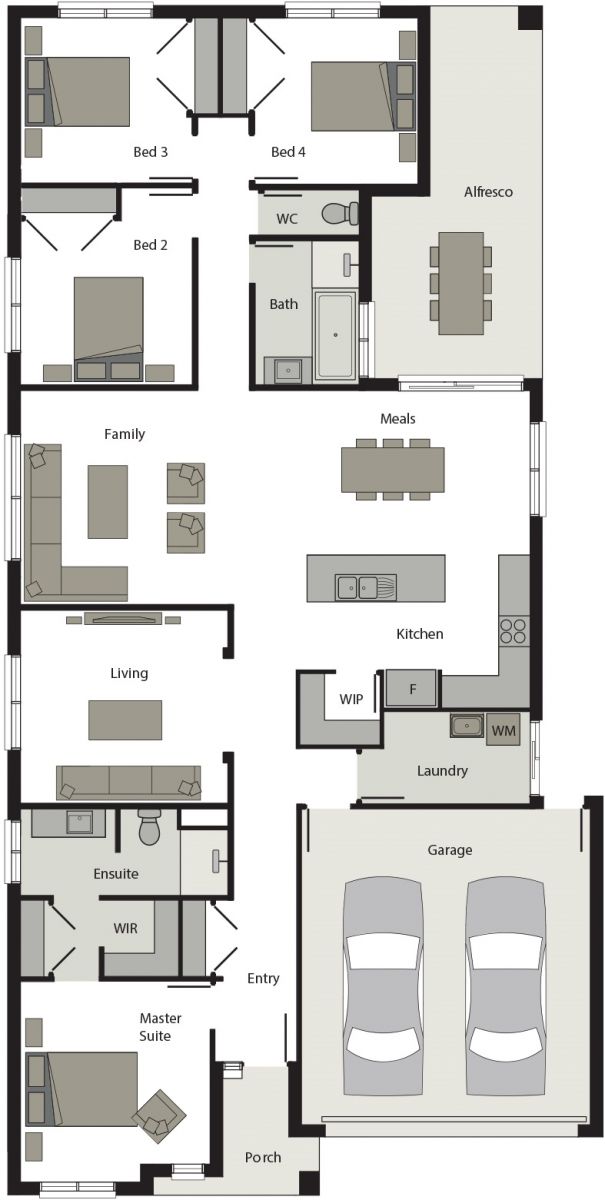 Bed 3
Bed 4
Alfresco
WC
Bed 2
Bath
Meals
Family
Kitchen
Living
F
WIP
WM
Laundry
Garage
Ensuite
WIR
Entry
Master
Suite
Porch